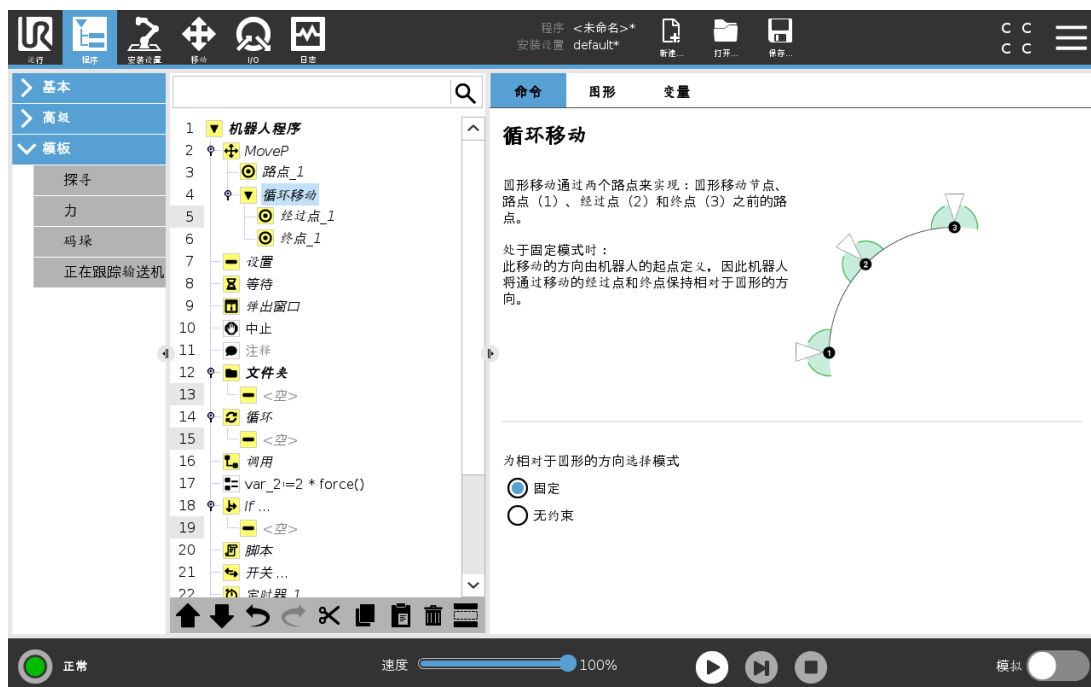 程序 <未命名>*
安装设置 default*
运行
程序
安装设置
移动
I/O
日志
新建...
打开...
保存...
C C
C C
基本
高级
模板
探寻
力
码垛
正在跟踪输送机
1 机器人程序
2 MoveP
3 路点_1
4 循环移动
5 经过点_1
6 终点_1
7 设置
8 等待
9 弹出窗口
10 中止
11 注释
12 文件夹
13 <空>
14 循环
15 <空>
16 调用
17 var_2:=2 * force()
18 If ...
19 <空>
20 脚本
21 开关 ...
22 定时器_1
命令 图形 变量
循环移动
圆形移动通过两个路点来实现：圆形移动节点、
路点（1）、经过点（2）和终点（3）之前的路
点。
处于固定模式时：
此移动的方向由机器人的起点定义，因此机器人
将通过移动的经过点和终点保持相对于圆形的方
向。
3
2
1
为相对于圆形的方向选择模式
固定
无约束
正常
速度
100%
模拟